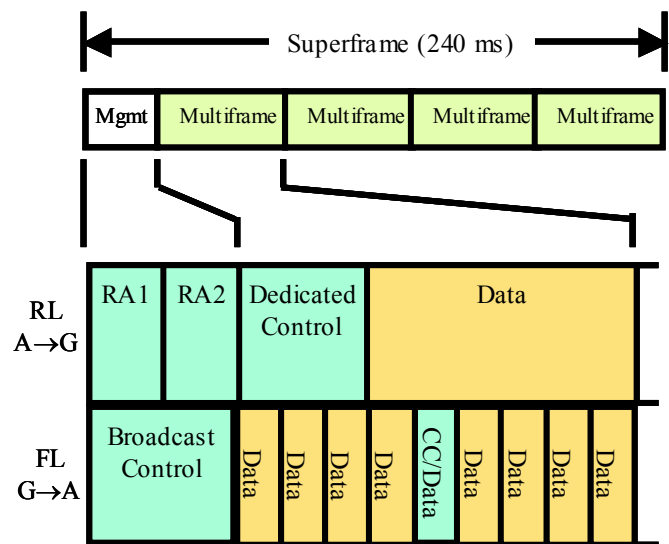 Superframe (240 ms)
Mgmt Multiframe Multiframe Multiframe Multiframe
RL
A→G
RA1 RA2 Dedicated
Control
Data
FL
G→A
Broadcast
Control
Data
Data
Data
Data
CC/Data
Data
Data
Data
Data